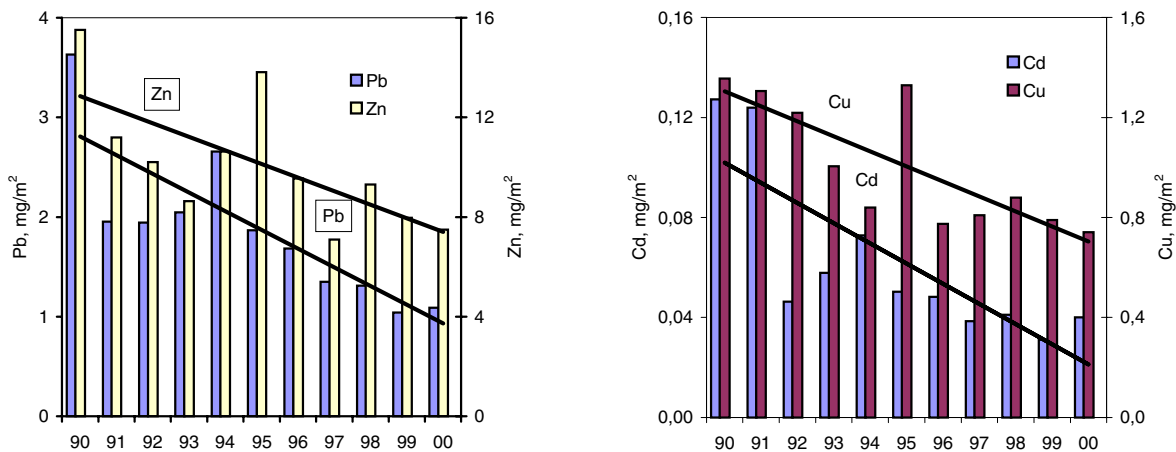 4
3
2
1
0
Pb, mg/m²
16
12
8
4
0
Zn, mg/m²
Zn
Pb
Pb
Zn
90 91 92 93 94 95 96 97 98 99 00
0,16
0,12
0,08
0,04
0,00
Cd, mg/m²
1,6
1,2
0,8
0,4
0,0
Cu, mg/m²
Cu
Cd
Cd
Cu
90 91 92 93 94 95 96 97 98 99 00